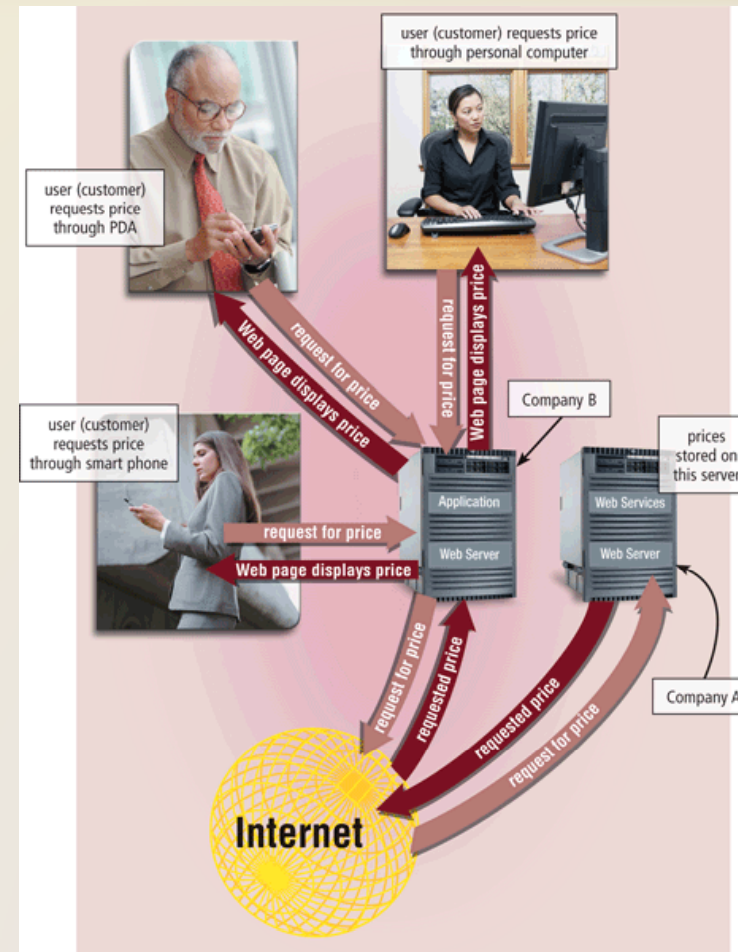 user (customer) requests price
through personal computer
user (customer)
requests price
through PDA
request for price
Web page displays price
request for price
Web page displays price
Company B
user (customer)
requests price
through smart phone
prices
stored on
this server
Application
Web Server
Web Services
Web Server
request for price
Web page displays price
request for price
requested price
requested price
request for price
Company A
Internet